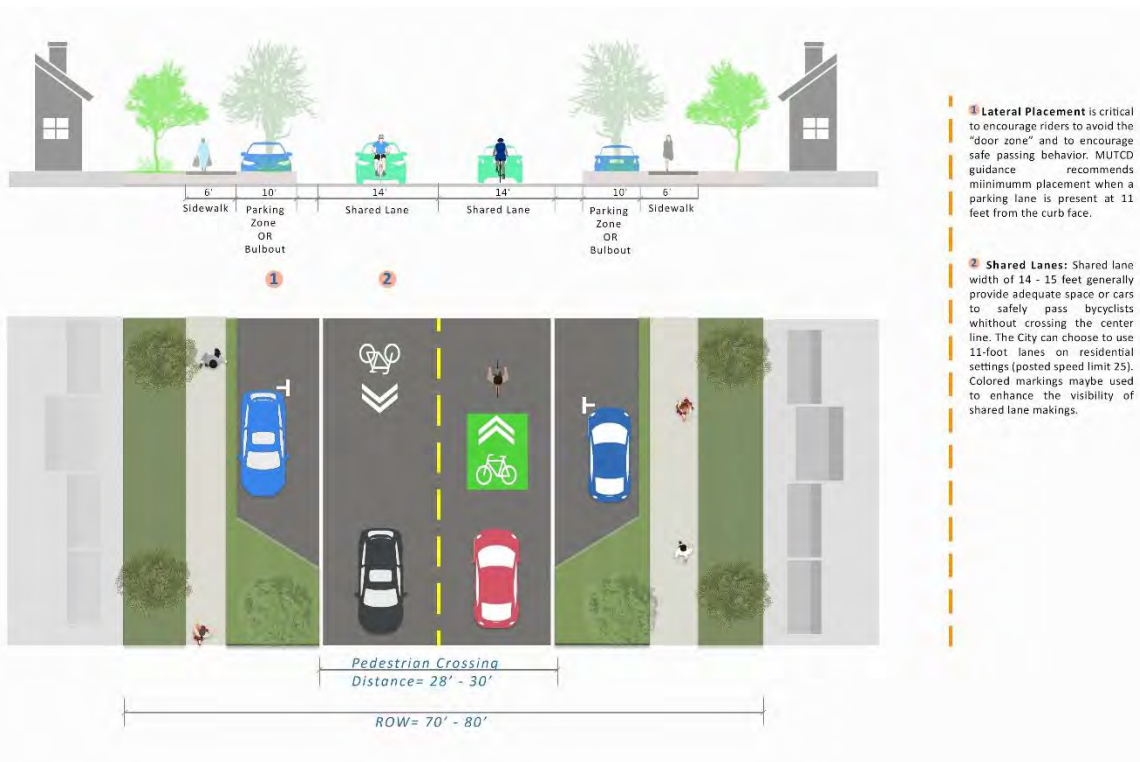 6'
10'
14'
14'
10'
6'
Sidewalk
Parking
Zone
OR
Bulbout
Shared Lane
Shared Lane
Parking
Zone
OR
Bulbout
Sidewalk
1
2
Pedestrian Crossing
Distance= 28' - 30'
ROW= 70' - 80'
1 Lateral Placement is critical
to encourage riders to avoid the
"door zone" and to encourage
safe passing behavior. MUTCD
guidance recommends
miinimumm placement when a
parking lane is present at 11
feet from the curb face.
2 Shared Lanes: Shared lane
width of 14 - 15 feet generally
provide adequate space or cars
to safely pass bycyclists
whithout crossing the center
line. The City can choose to use
11-foot lanes on residential
settings (posted speed limit 25).
Colored markings maybe used
to enhance the visibility of
shared lane makings.